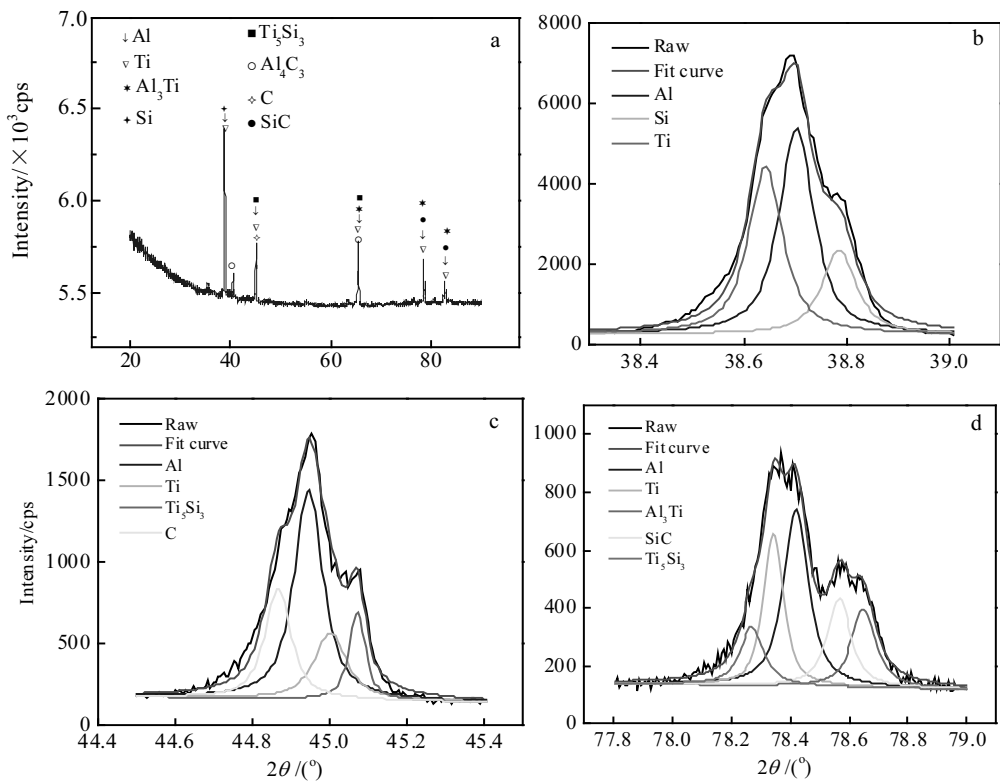 a
7.0
6.5
6.0
5.5
Intensity/×10³cps
↓ Al
▽ Ti
✶ Al₃Ti
✦ Si
■ Ti₅Si₃
○ Al₄C₃
✧ C
● SiC
20 40 60 80
b
8000
6000
4000
2000
0
Raw
Fit curve
Al
Si
Ti
38.4 38.6 38.8 39.0
c
2000
1500
1000
500
0
Intensity/cps
Raw
Fit curve
Al
Ti
Ti₅Si₃
C
44.4 44.6 44.8 45.0 45.2 45.4
2θ /(°)
d
1000
800
600
400
200
0
Raw
Fit curve
Al
Ti
Al₃Ti
SiC
Ti₅Si₃
77.8 78.0 78.2 78.4 78.6 78.8 79.0
2θ /(°)